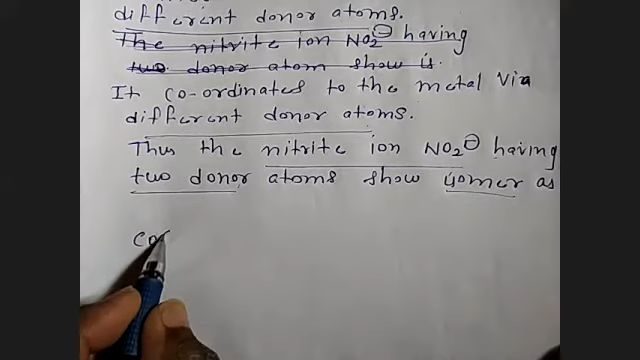 different donor atoms.
The nitrite ion NO2⊖ having
two donor atom show is.
It co-ordinates to the metal via
different donor atoms.
Thus the nitrite ion NO2⊖ having
two donor atoms show isomer as